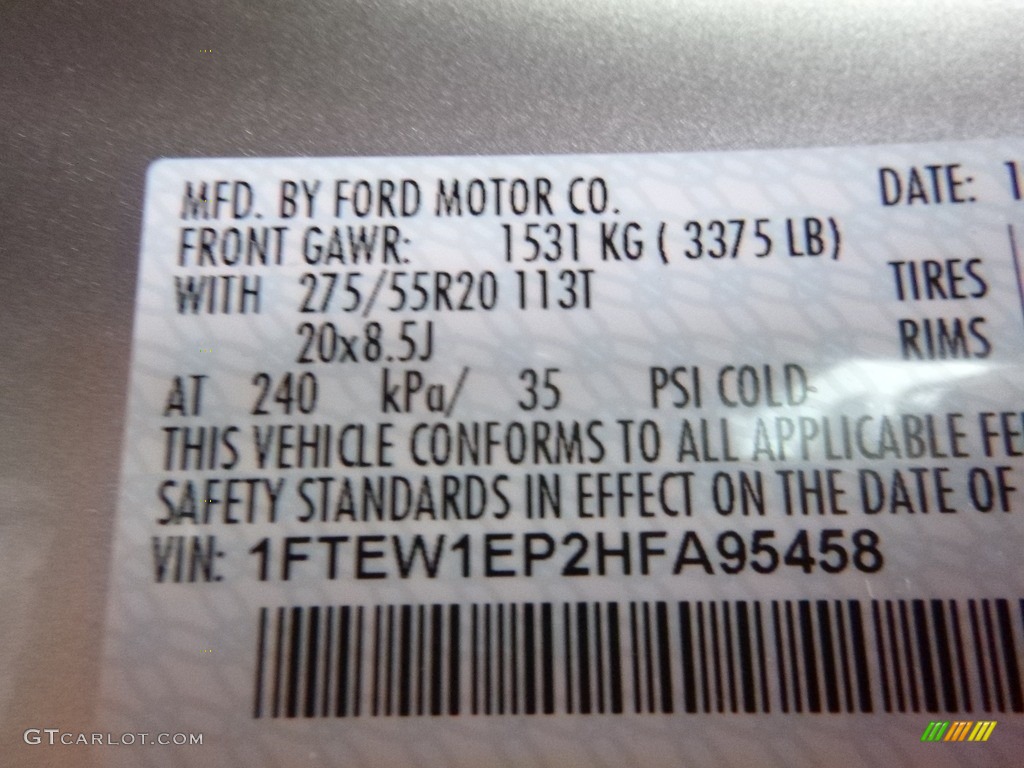 MFD. BY FORD MOTOR CO. DATE: 1
FRONT GAWR: 1531 KG ( 3375 LB)
WITH 275/55R20 113T TIRES
20x8.5J RIMS
AT 240 kPa/ 35 PSI COLD
THIS VEHICLE CONFORMS TO ALL APPLICABLE FE
SAFETY STANDARDS IN EFFECT ON THE DATE OF
VIN: 1FTEW1EP2HFA95458
GTCARLOT.COM